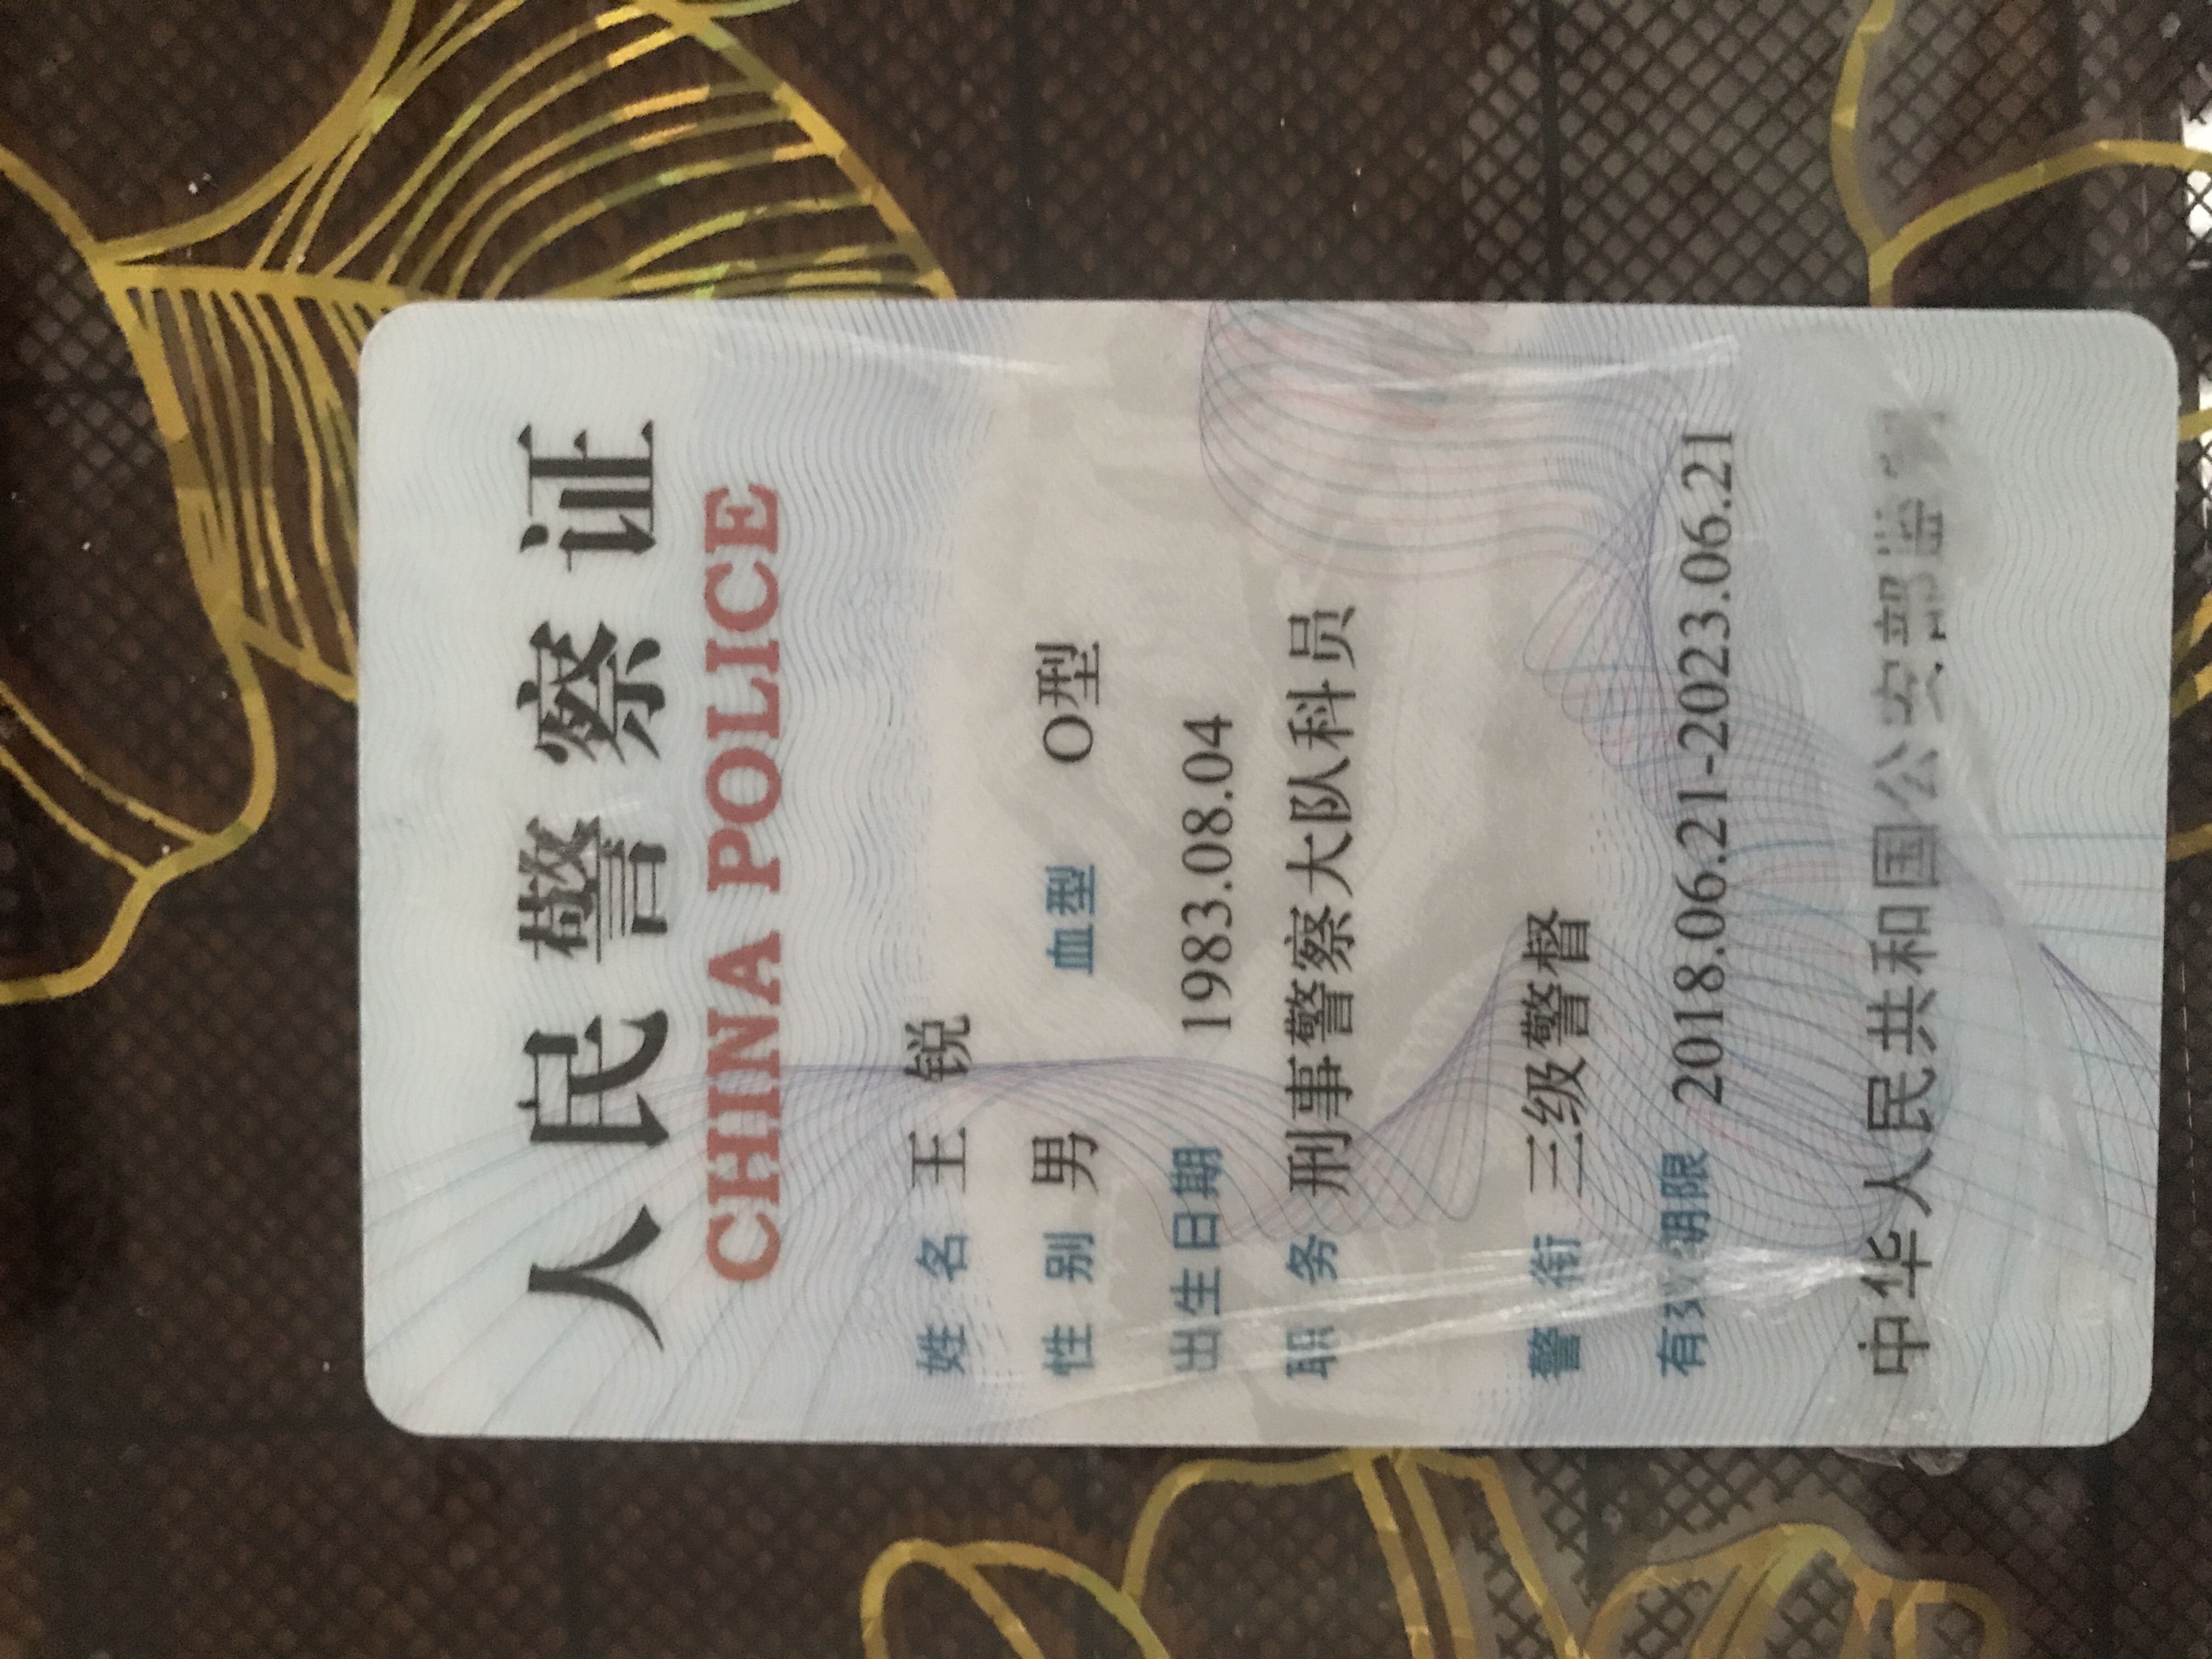 人民警察证
CHINA POLICE
姓 名 王 锐
性 别 男 血型 O型
出生日期 1983.08.04
职 务 刑事警察大队科员
警 衔 三级警督
有效期限 2018.06.21-2023.06.21
中华人民共和国公安部监